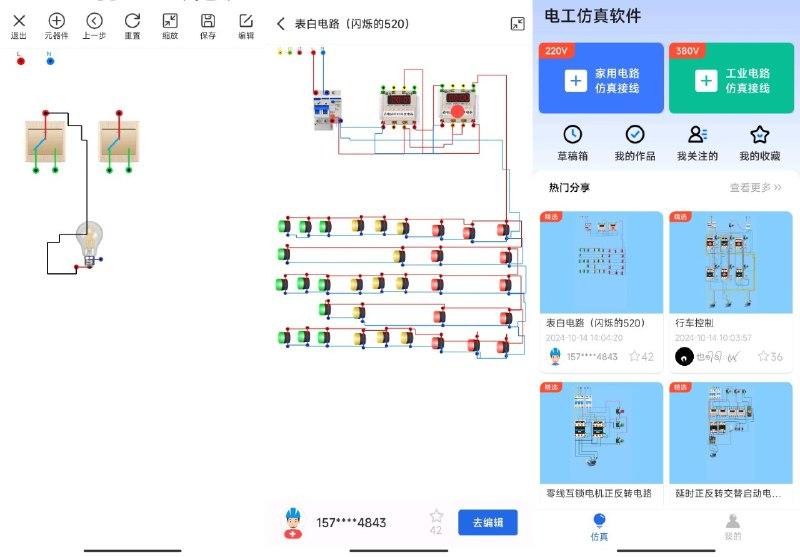 退出
元器件
上一步
重置
缩放
保存
编辑
L
N
表白电路（闪烁的520）
157****4843
42
去编辑
电工仿真软件
220V
家用电路
仿真接线
380V
工业电路
仿真接线
草稿箱
我的作品
我关注的
我的收藏
热门分享
查看更多
精选
表白电路（闪烁的520）
2024-10-14 14:04:20
157****4843
42
精选
行车控制
2024-10-14 10:03:57
36
精选
零线互锁电机正反转电路
精选
延时正反转交替启动电...
仿真
我的